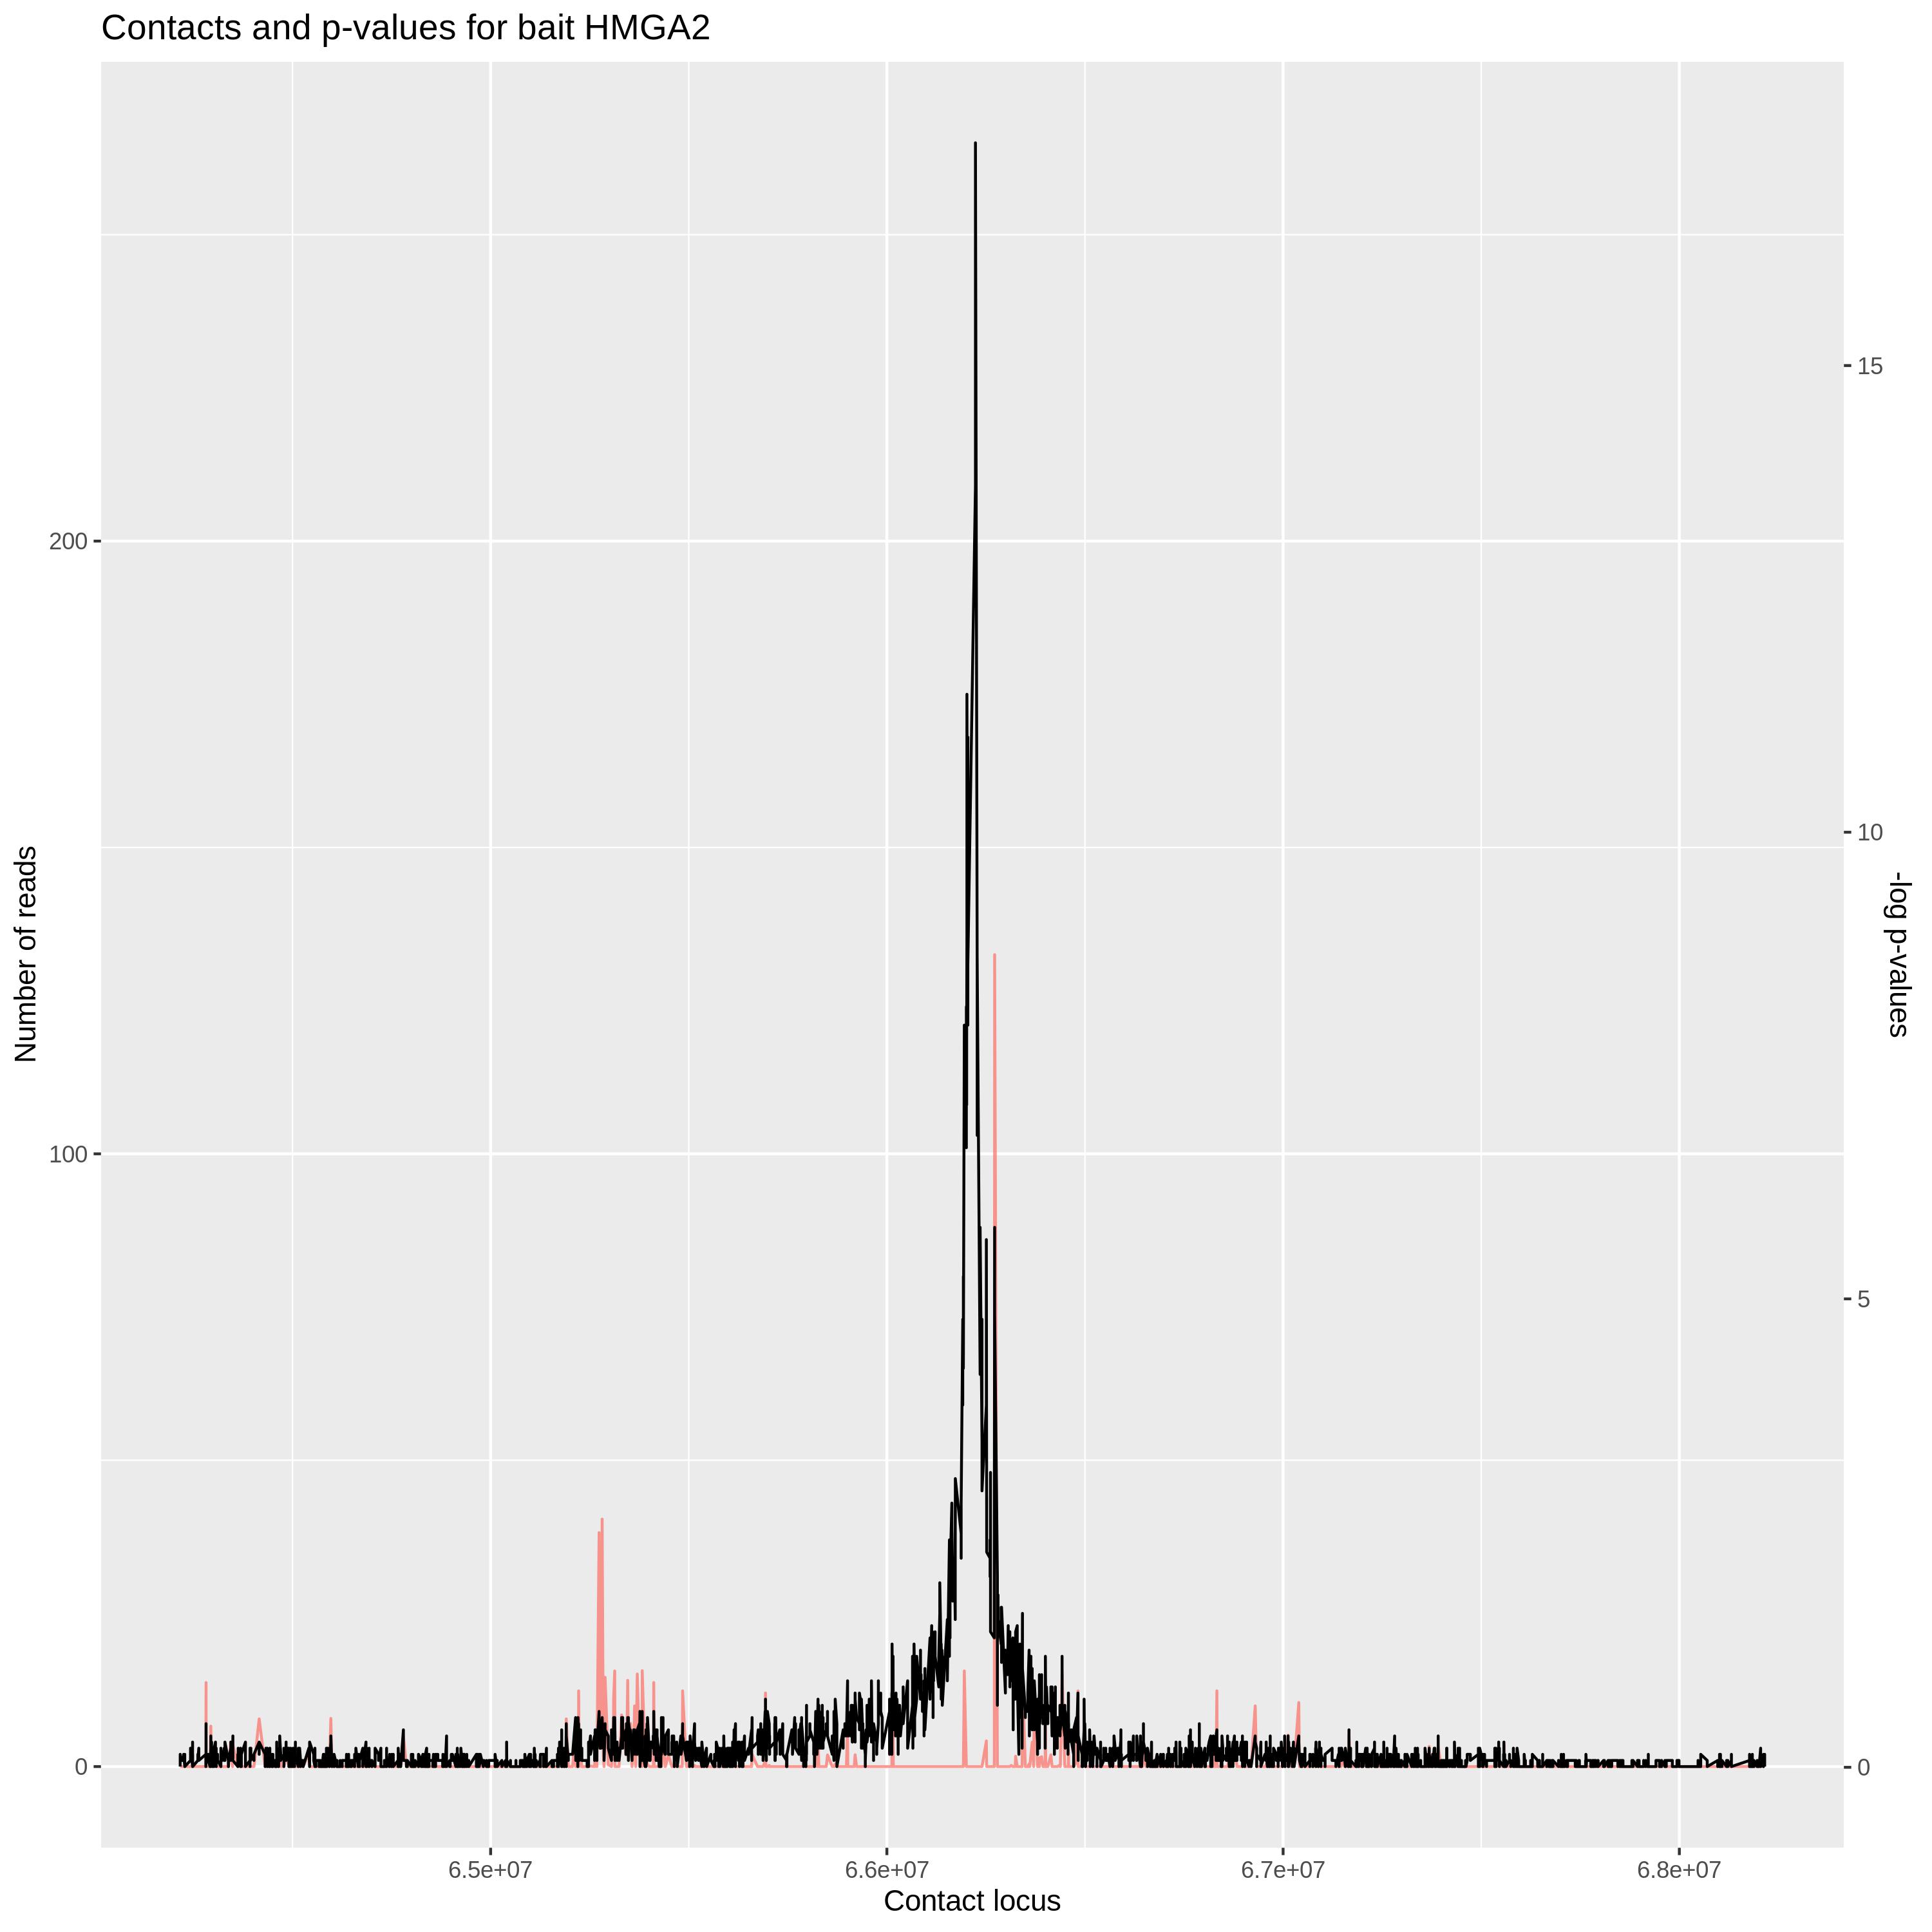 Contacts and p-values for bait HMGA2
Number of reads
200
100
0
15
10
5
0
-log p-values
6.5e+07
6.6e+07
6.7e+07
6.8e+07
Contact locus